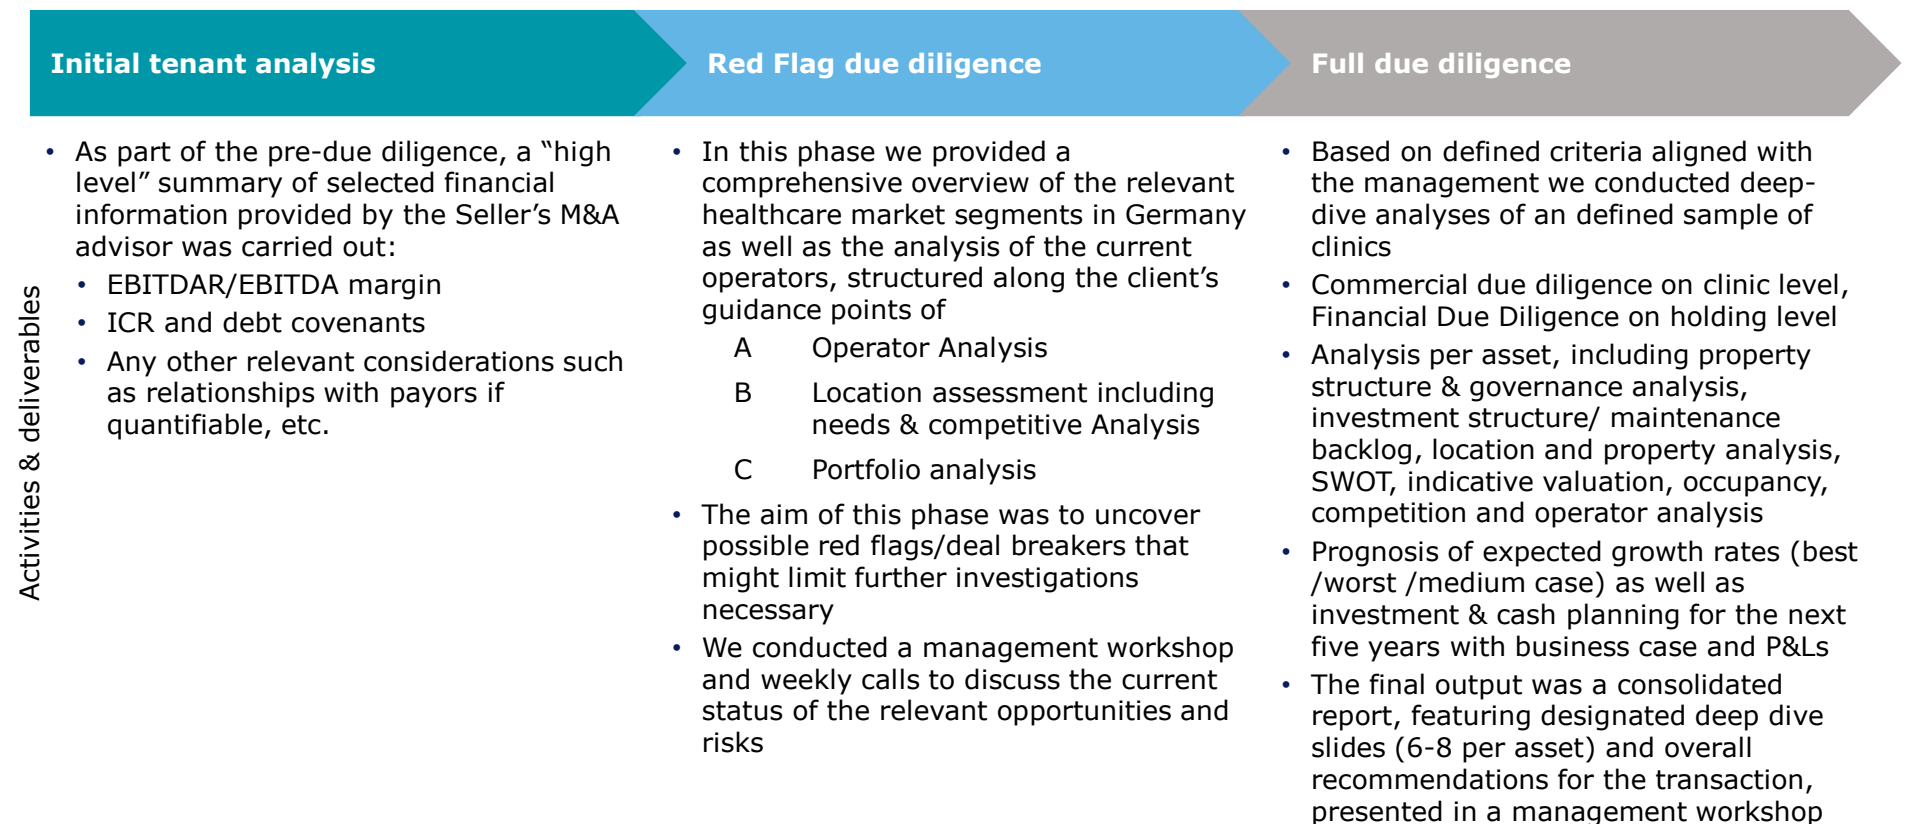 Initial tenant analysis
Red Flag due diligence
Full due diligence
Activities & deliverables
• As part of the pre-due diligence, a “high
level” summary of selected financial
information provided by the Seller’s M&A
advisor was carried out:
• EBITDAR/EBITDA margin
• ICR and debt covenants
• Any other relevant considerations such
as relationships with payors if
quantifiable, etc.
• In this phase we provided a
comprehensive overview of the relevant
healthcare market segments in Germany
as well as the analysis of the current
operators, structured along the client’s
guidance points of
A Operator Analysis
B Location assessment including
needs & competitive Analysis
C Portfolio analysis
• The aim of this phase was to uncover
possible red flags/deal breakers that
might limit further investigations
necessary
• We conducted a management workshop
and weekly calls to discuss the current
status of the relevant opportunities and
risks
• Based on defined criteria aligned with
the management we conducted deep-
dive analyses of an defined sample of
clinics
• Commercial due diligence on clinic level,
Financial Due Diligence on holding level
• Analysis per asset, including property
structure & governance analysis,
investment structure/ maintenance
backlog, location and property analysis,
SWOT, indicative valuation, occupancy,
competition and operator analysis
• Prognosis of expected growth rates (best
/worst /medium case) as well as
investment & cash planning for the next
five years with business case and P&Ls
• The final output was a consolidated
report, featuring designated deep dive
slides (6-8 per asset) and overall
recommendations for the transaction,
presented in a management workshop